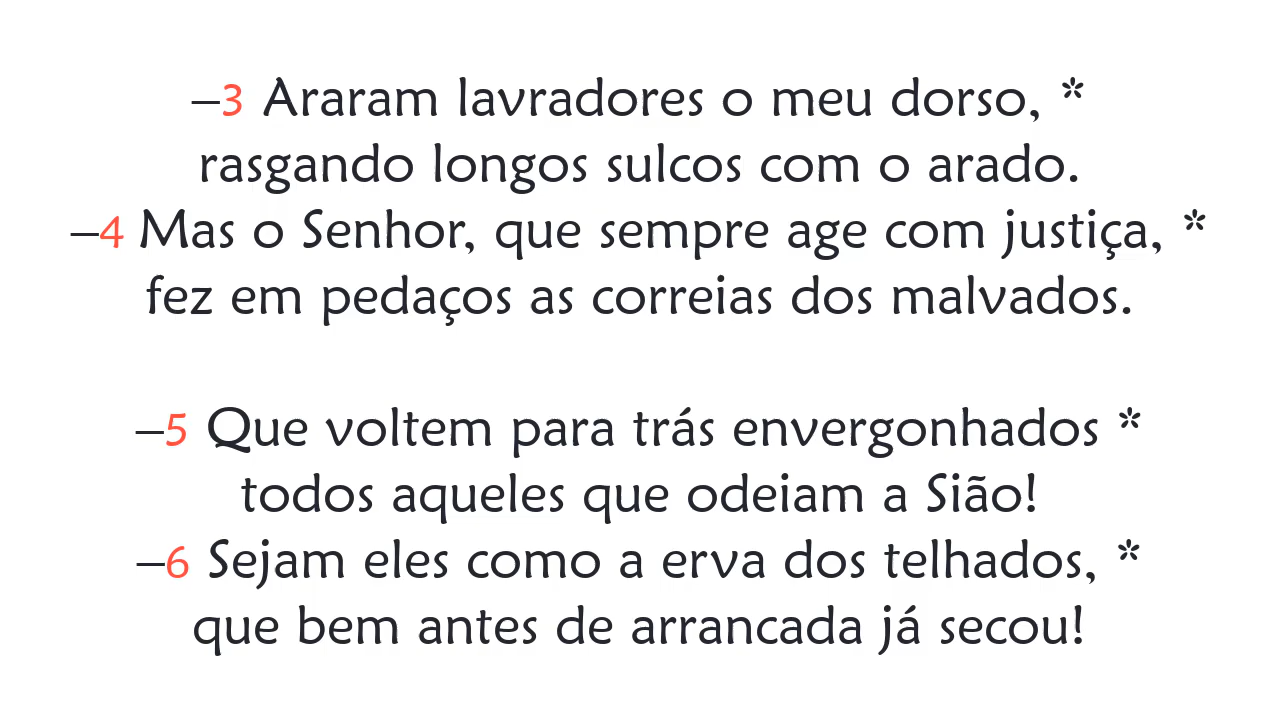 –3 Araram lavradores o meu dorso, *
rasgando longos sulcos com o arado.
–4 Mas o Senhor, que sempre age com justiça, *
fez em pedaços as correias dos malvados.
–5 Que voltem para trás envergonhados *
todos aqueles que odeiam a Sião!
–6 Sejam eles como a erva dos telhados, *
que bem antes de arrancada já secou!